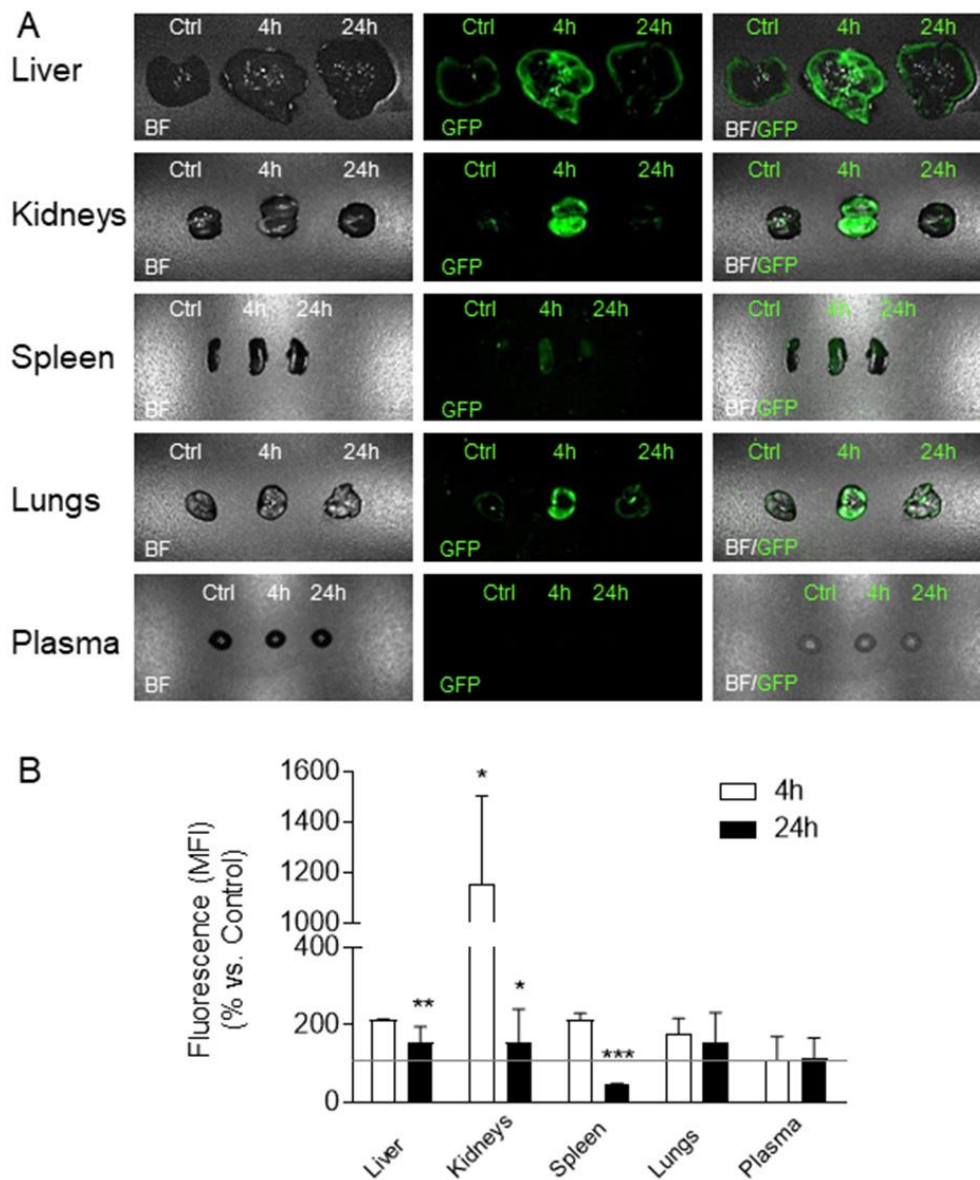 A
Liver
Ctrl 4h 24h
BF
Ctrl 4h 24h
GFP
Ctrl 4h 24h
BF/GFP
Kidneys
Ctrl 4h 24h
BF
Ctrl 4h 24h
GFP
Ctrl 4h 24h
BF/GFP
Spleen
Ctrl 4h 24h
BF
Ctrl 4h 24h
GFP
Ctrl 4h 24h
BF/GFP
Lungs
Ctrl 4h 24h
BF
Ctrl 4h 24h
GFP
Ctrl 4h 24h
BF/GFP
Plasma
Ctrl 4h 24h
BF
Ctrl 4h 24h
GFP
Ctrl 4h 24h
BF/GFP
B
Fluorescence (MFI)
(% vs. Control)
1600
1400
1200
1000
400
200
0
*
**
*
***
4h
24h
Liver
Kidneys
Spleen
Lungs
Plasma